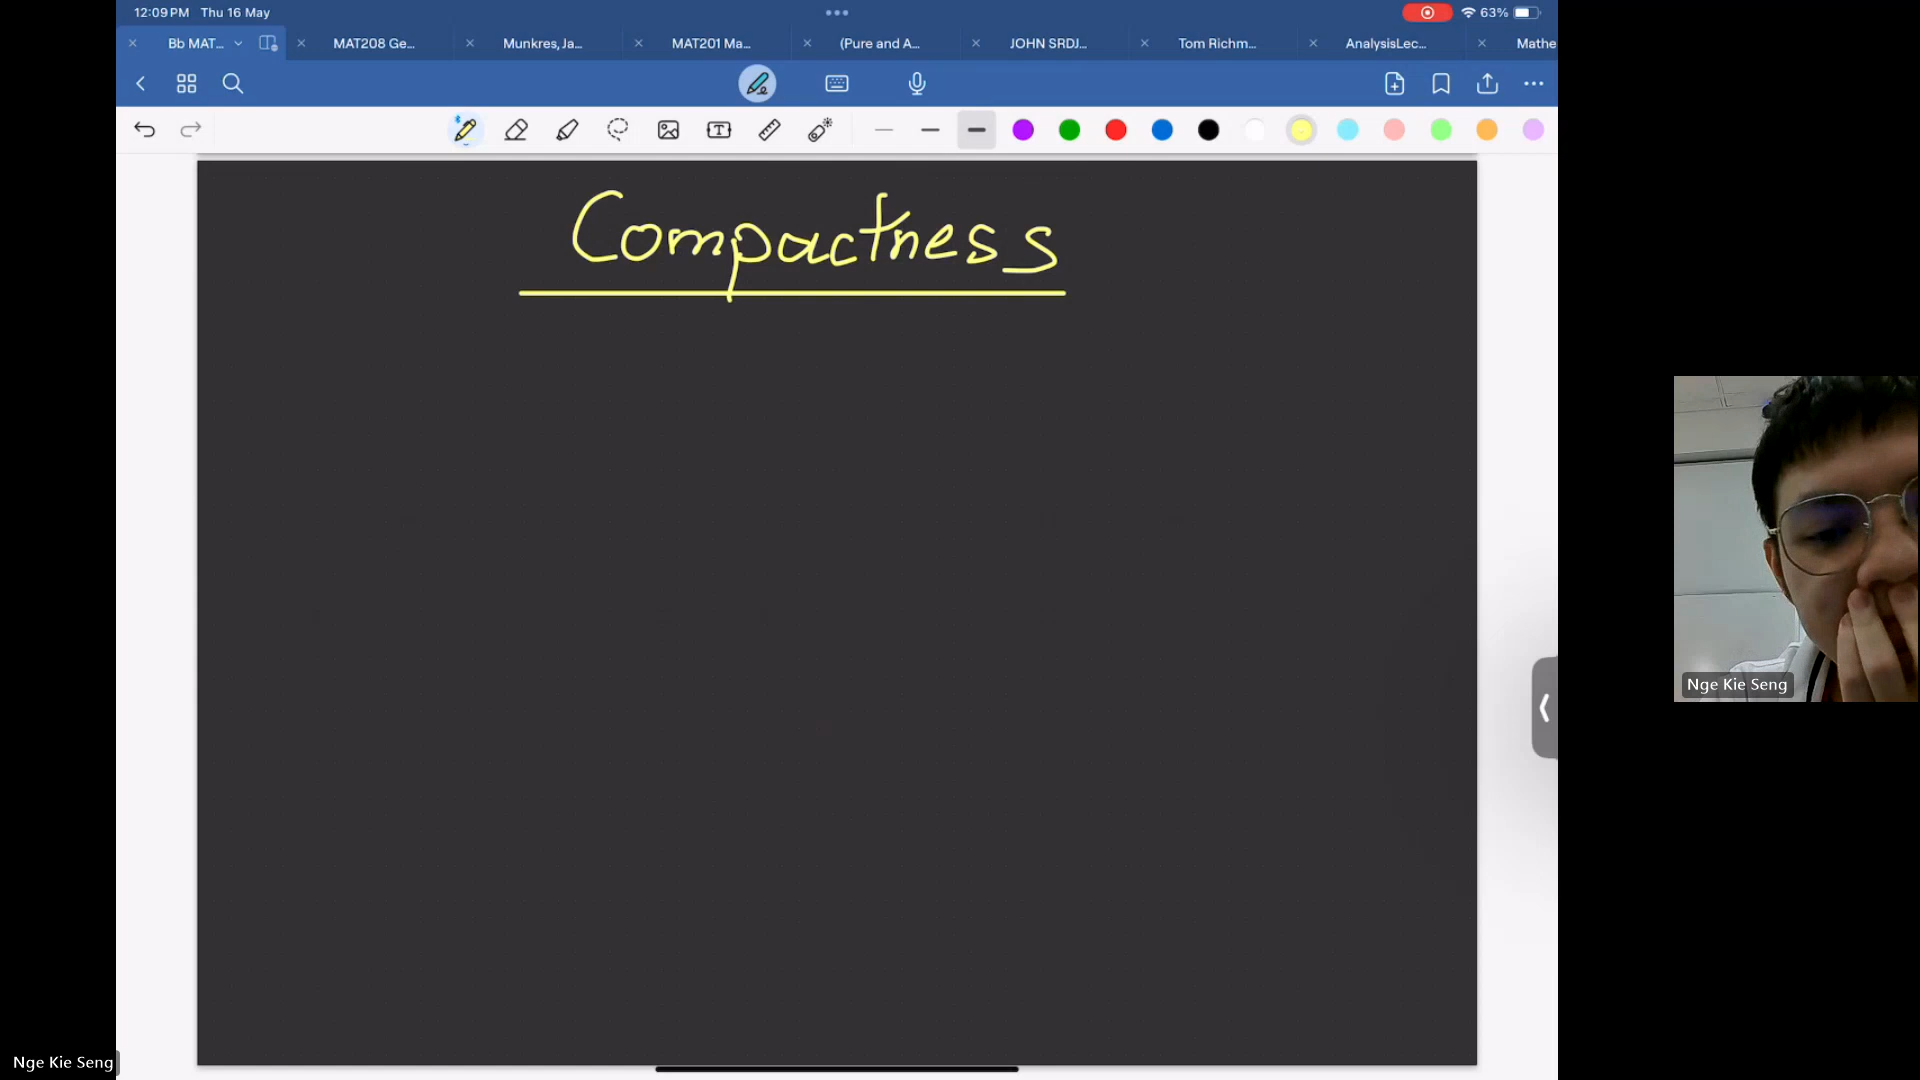 12:09 PM Thu 16 May
63%
Bb MAT...
MAT208 Ge...
Munkres, Ja...
MAT201 Ma...
(Pure and A...
JOHN SRDJ...
Tom Richm...
AnalysisLec...
Mathe
Compactness
Nge Kie Seng
Nge Kie Seng